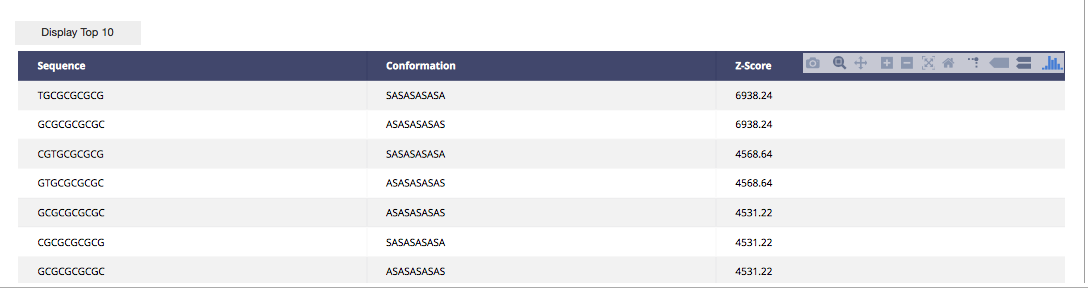 Display Top 10
Sequence Conformation Z-Score
TGCGCGCGCG SASASASASA 6938.24
GCGCGCGCGC ASASASASAS 6938.24
CGTGCGCGCG SASASASASA 4568.64
GTGCGCGCGC ASASASASAS 4568.64
GCGCGCGCGC ASASASASAS 4531.22
CGCGCGCGCG SASASASASA 4531.22
GCGCGCGCGC ASASASASAS 4531.22